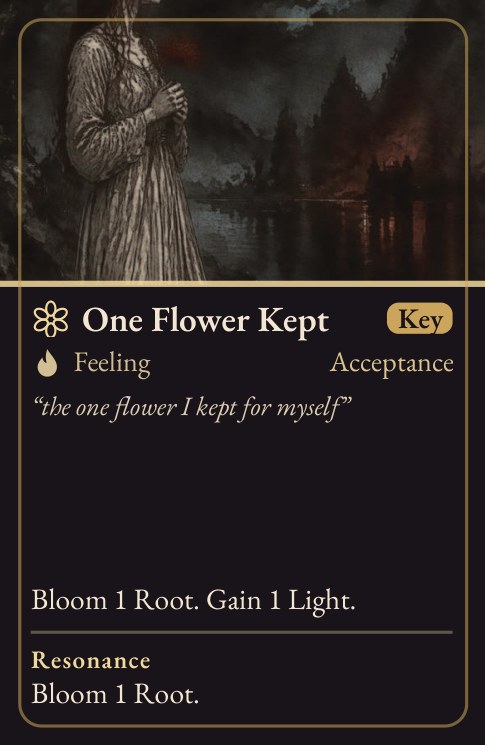 One Flower Kept Key
Feeling Acceptance
“the one flower I kept for myself”
Bloom 1 Root. Gain 1 Light.
Resonance
Bloom 1 Root.